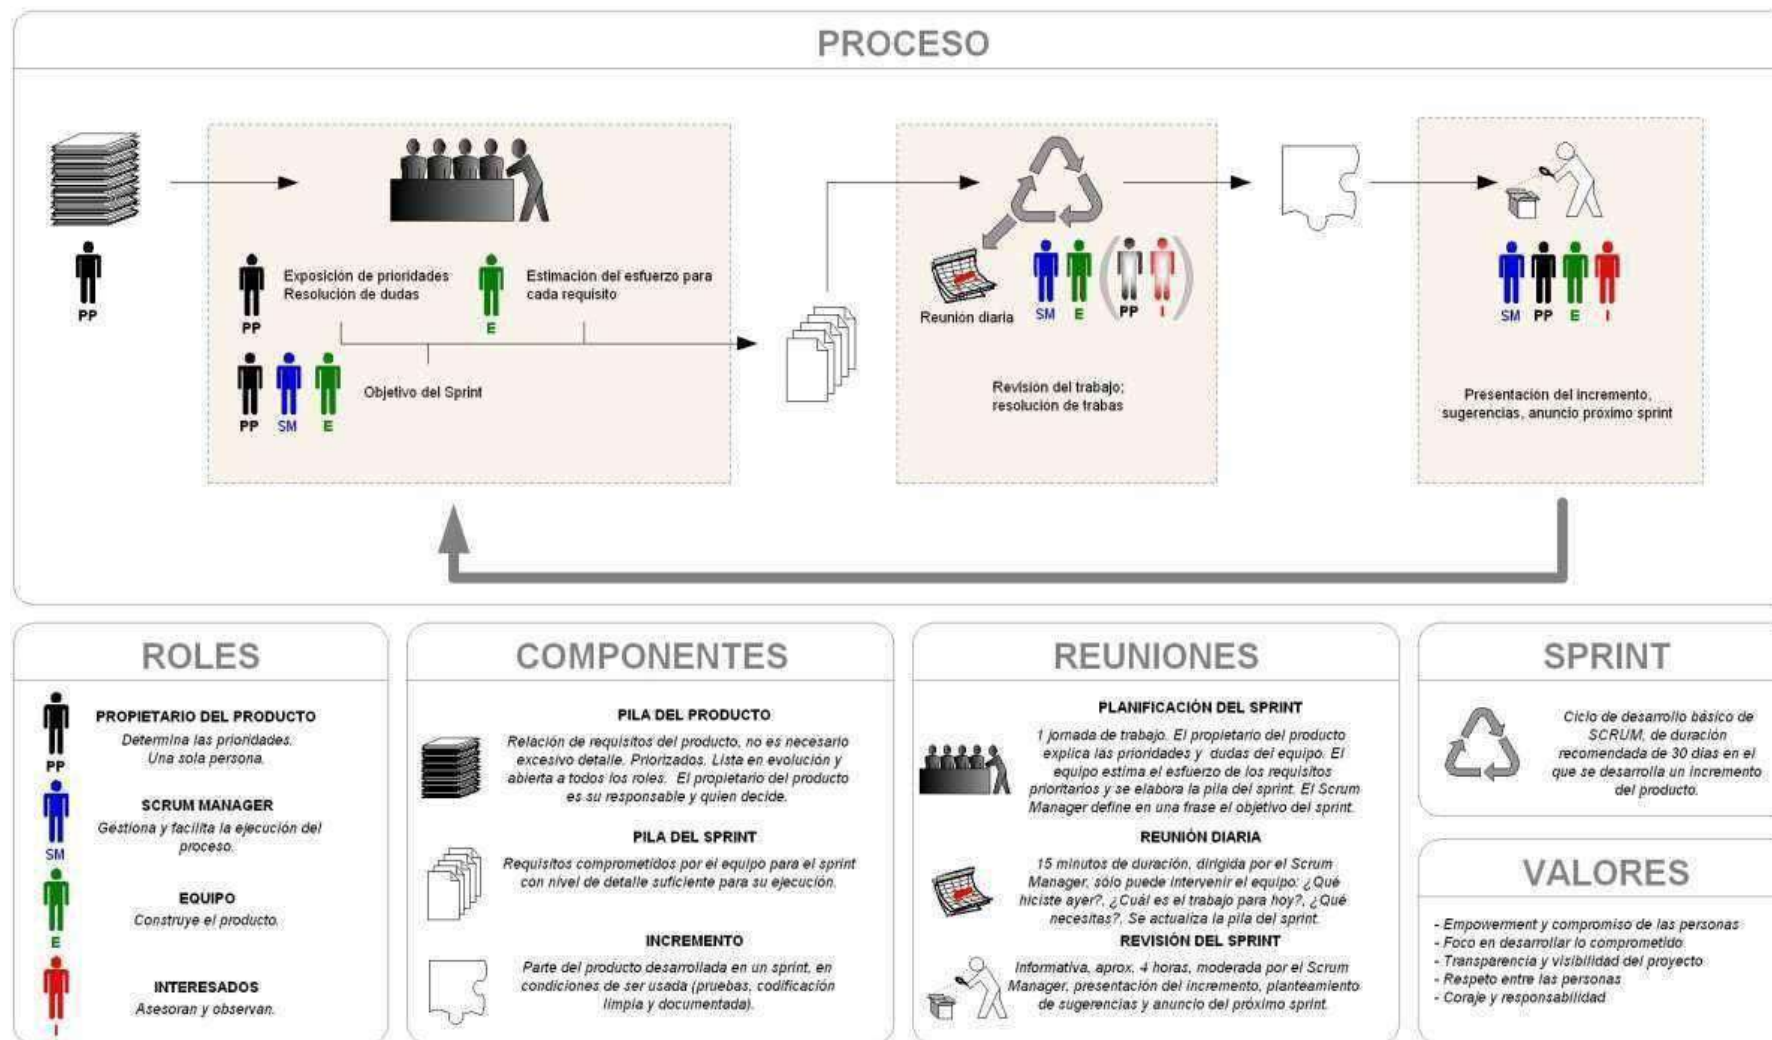 PROCESO
PP
Exposición de prioridades
Resolución de dudas
PP
Estimación del esfuerzo para
cada requisito
E
Objetivo del Sprint
PP
SM
E
Reunión diaria
SM
E
PP
I
Revisión del trabajo;
resolución de trabas
SM
PP
E
I
Presentación del incremento,
sugerencias, anuncio próximo sprint
ROLES
PP
PROPIETARIO DEL PRODUCTO
Determina las prioridades.
Una sola persona.
SM
SCRUM MANAGER
Gestiona y facilita la ejecución del
proceso.
E
EQUIPO
Construye el producto.
I
INTERESADOS
Asesoran y observan.
COMPONENTES
PILA DEL PRODUCTO
Relación de requisitos del producto, no es necesario
excesivo detalle. Priorizados. Lista en evolución y
abierta a todos los roles. El propietario del producto
es su responsable y quien decide.
PILA DEL SPRINT
Requisitos comprometidos por el equipo para el sprint
con nivel de detalle suficiente para su ejecución.
INCREMENTO
Parte del producto desarrollada en un sprint, en
condiciones de ser usada (pruebas, codificación
limpia y documentada).
REUNIONES
PLANIFICACIÓN DEL SPRINT
1 jornada de trabajo. El propietario del producto
explica las prioridades y dudas del equipo. El
equipo estima el esfuerzo de los requisitos
prioritarios y se elabora la pila del sprint. El Scrum
Manager define en una frase el objetivo del sprint.
REUNIÓN DIARIA
15 minutos de duración, dirigida por el Scrum
Manager, sólo puede intervenir el equipo: ¿Qué
hiciste ayer?, ¿Cuál es el trabajo para hoy?, ¿Qué
necesitas?. Se actualiza la pila del sprint.
REVISIÓN DEL SPRINT
Informativa, aprox. 4 horas, moderada por el Scrum
Manager, presentación del incremento, planteamiento
de sugerencias y anuncio del próximo sprint.
SPRINT
Ciclo de desarrollo básico de
SCRUM, de duración
recomendada de 30 días en el
que se desarrolla un incremento
del producto.
VALORES
- Empowerment y compromiso de las personas
- Foco en desarrollar lo comprometido
- Transparencia y visibilidad del proyecto
- Respeto entre las personas
- Coraje y responsabilidad